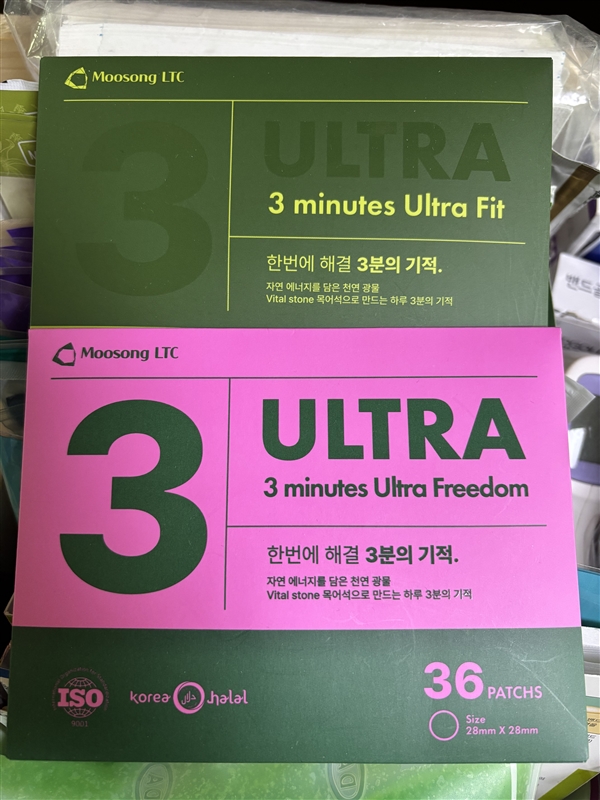 Moosong LTC
3
ULTRA
3 minutes Ultra Fit
한번에 해결 3분의 기적.
자연 에너지를 담은 천연 광물
Vital stone 목어석으로 만드는 하루 3분의 기적
밴드
Moosong LTC
3
ULTRA
3 minutes Ultra Freedom
한번에 해결 3분의 기적.
자연 에너지를 담은 천연 광물
Vital stone 목어석으로 만드는 하루 3분의 기적
ISO
9001
korea حلال halal
36 PATCHS
Size
28mm X 28mm